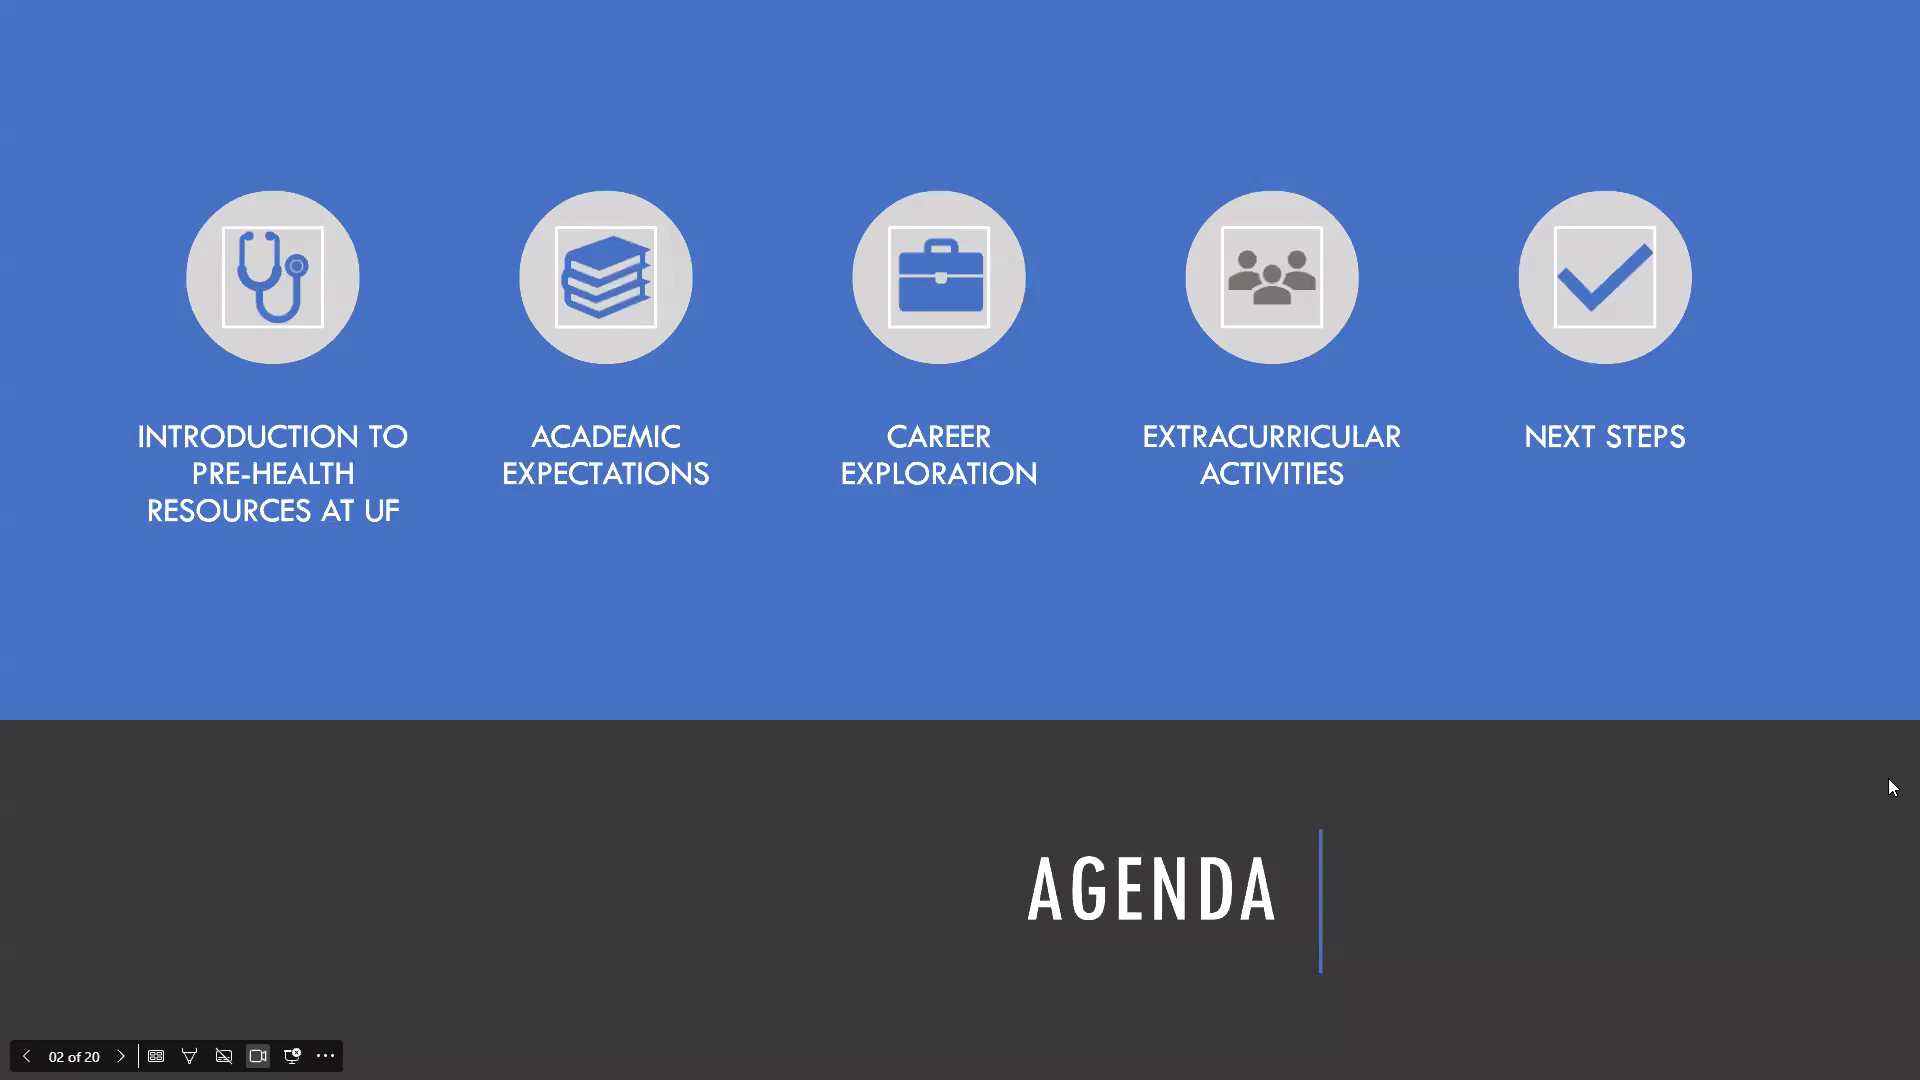 INTRODUCTION TO
PRE-HEALTH
RESOURCES AT UF
ACADEMIC
EXPECTATIONS
CAREER
EXPLORATION
EXTRACURRICULAR
ACTIVITIES
NEXT STEPS
AGENDA
02 of 20